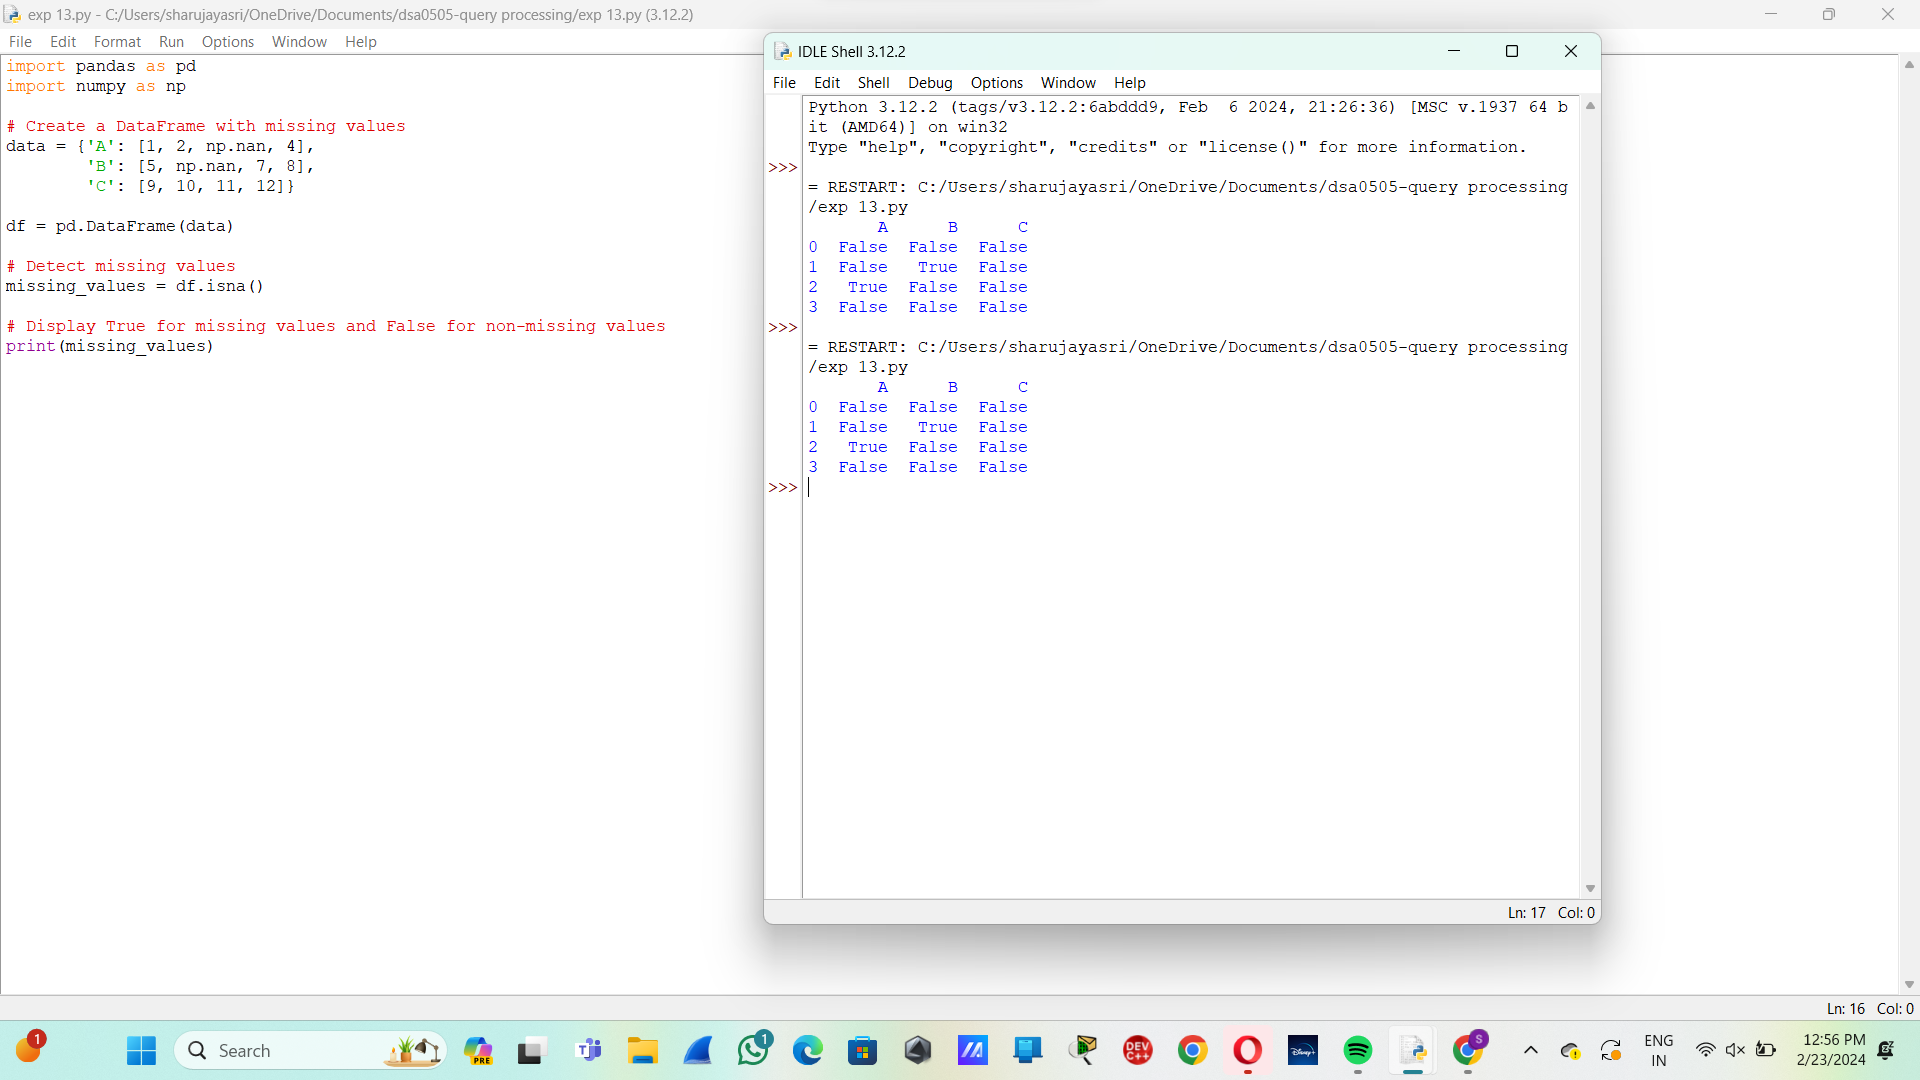 exp 13.py - C:/Users/sharujayasri/OneDrive/Documents/dsa0505-query processing/exp 13.py (3.12.2)
File Edit Format Run Options Window Help
import pandas as pd
import numpy as np
# Create a DataFrame with missing values
data = {'A': [1, 2, np.nan, 4],
        'B': [5, np.nan, 7, 8],
        'C': [9, 10, 11, 12]}
df = pd.DataFrame(data)
# Detect missing values
missing_values = df.isna()
# Display True for missing values and False for non-missing values
print(missing_values)
IDLE Shell 3.12.2
File Edit Shell Debug Options Window Help
Python 3.12.2 (tags/v3.12.2:6abddd9, Feb  6 2024, 21:26:36) [MSC v.1937 64 b
it (AMD64)] on win32
Type "help", "copyright", "credits" or "license()" for more information.
>>>
= RESTART: C:/Users/sharujayasri/OneDrive/Documents/dsa0505-query processing
/exp 13.py
       A      B      C
0  False  False  False
1  False   True  False
2   True  False  False
3  False  False  False
>>>
= RESTART: C:/Users/sharujayasri/OneDrive/Documents/dsa0505-query processing
/exp 13.py
       A      B      C
0  False  False  False
1  False   True  False
2   True  False  False
3  False  False  False
>>>
Ln: 17 Col: 0
Ln: 16 Col: 0
1
Search
PRE
1
DEV C++
Disney+
S
ENG
IN
12:56 PM
2/23/2024